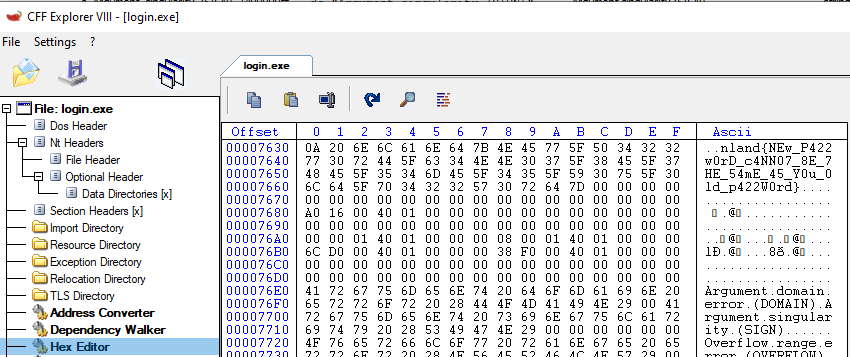 CFF Explorer VIII - [login.exe]
File Settings ?
login.exe
File: login.exe
Dos Header
Nt Headers
File Header
Optional Header
Data Directories [x]
Section Headers [x]
Import Directory
Resource Directory
Exception Directory
Relocation Directory
TLS Directory
Address Converter
Dependency Walker
Hex Editor
Offset 0 1 2 3 4 5 6 7 8 9 A B C D E F Ascii
00007630 0A 20 6E 6C 61 6E 64 7B 4E 45 77 5F 50 34 32 32 ..nland{NEw_P422
00007640 77 30 72 44 5F 63 34 4E 4E 30 37 5F 38 45 5F 37 w0rD_c4NN07_8E_7
00007650 48 45 5F 35 34 6D 45 5F 34 35 5F 59 30 75 5F 30 HE_54mE_45_Y0u_0
00007660 6C 64 5F 70 34 32 32 57 30 72 64 7D 00 00 00 00 ld_p422W0rd}....
00007670 00 00 00 00 00 00 00 00 00 00 00 00 00 00 00 00 ................
00007680 A0 16 00 40 01 00 00 00 00 00 00 00 00 00 00 00
00007690 00 00 00 00 00 00 00 00 00 00 00 00 00 00 00 00 ................
000076A0 00 00 01 40 01 00 00 00 08 00 01 40 01 00 00 00
000076B0 6C D0 00 40 01 00 00 00 38 F0 00 40 01 00 00 00 lÐ.@....8ð.@....
000076C0 00 00 00 00 00 00 00 00 00 00 00 00 00 00 00 00 ................
000076D0 00 00 00 00 00 00 00 00 00 00 00 00 00 00 00 00 ................
000076E0 41 72 67 75 6D 65 6E 74 20 64 6F 6D 61 69 6E 20 Argument.domain.
000076F0 65 72 72 6F 72 20 28 44 4F 4D 41 49 4E 29 00 41 error.(DOMAIN).A
00007700 72 67 75 6D 65 6E 74 20 73 69 6E 67 75 6C 61 72 rgument.singular
00007710 69 74 79 20 28 53 49 47 4E 29 00 00 00 00 00 00 ity.(SIGN)......
00007720 4F 76 65 72 66 6C 6F 77 20 72 61 6E 67 65 20 65 Overflow.range.e